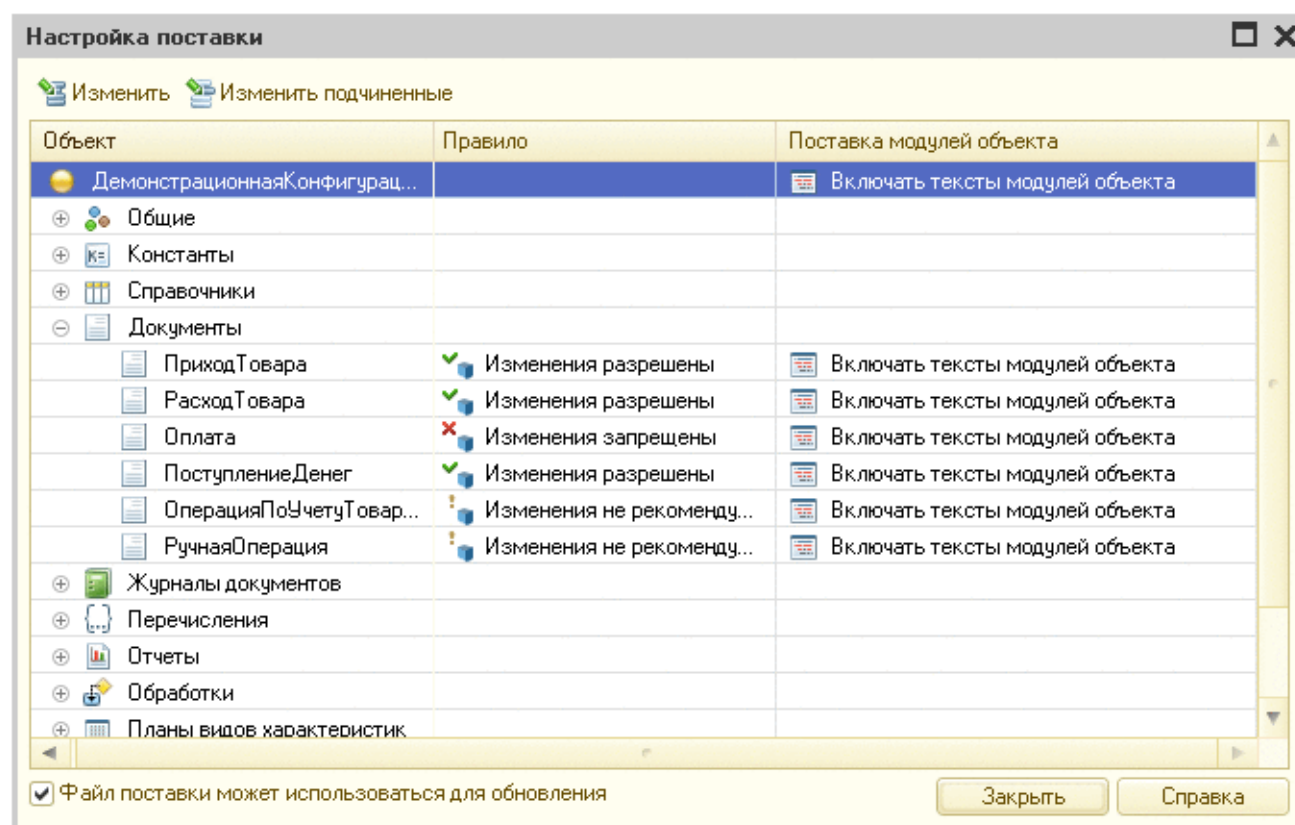 Настройка поставки
Изменить Изменить подчиненные
Объект Правило Поставка модулей объекта
ДемонстрационнаяКонфигурац... Включать тексты модулей объекта
Общие
K= Константы
Справочники
Документы
ПриходТовара Изменения разрешены Включать тексты модулей объекта
РасходТовара Изменения разрешены Включать тексты модулей объекта
Оплата Изменения запрещены Включать тексты модулей объекта
ПоступлениеДенег Изменения разрешены Включать тексты модулей объекта
ОперацияПоУчетуТовар... Изменения не рекоменду... Включать тексты модулей объекта
РучнаяОперация Изменения не рекоменду... Включать тексты модулей объекта
Журналы документов
{...} Перечисления
Отчеты
Обработки
Планы видов характеристик
Файл поставки может использоваться для обновления Закрыть Справка